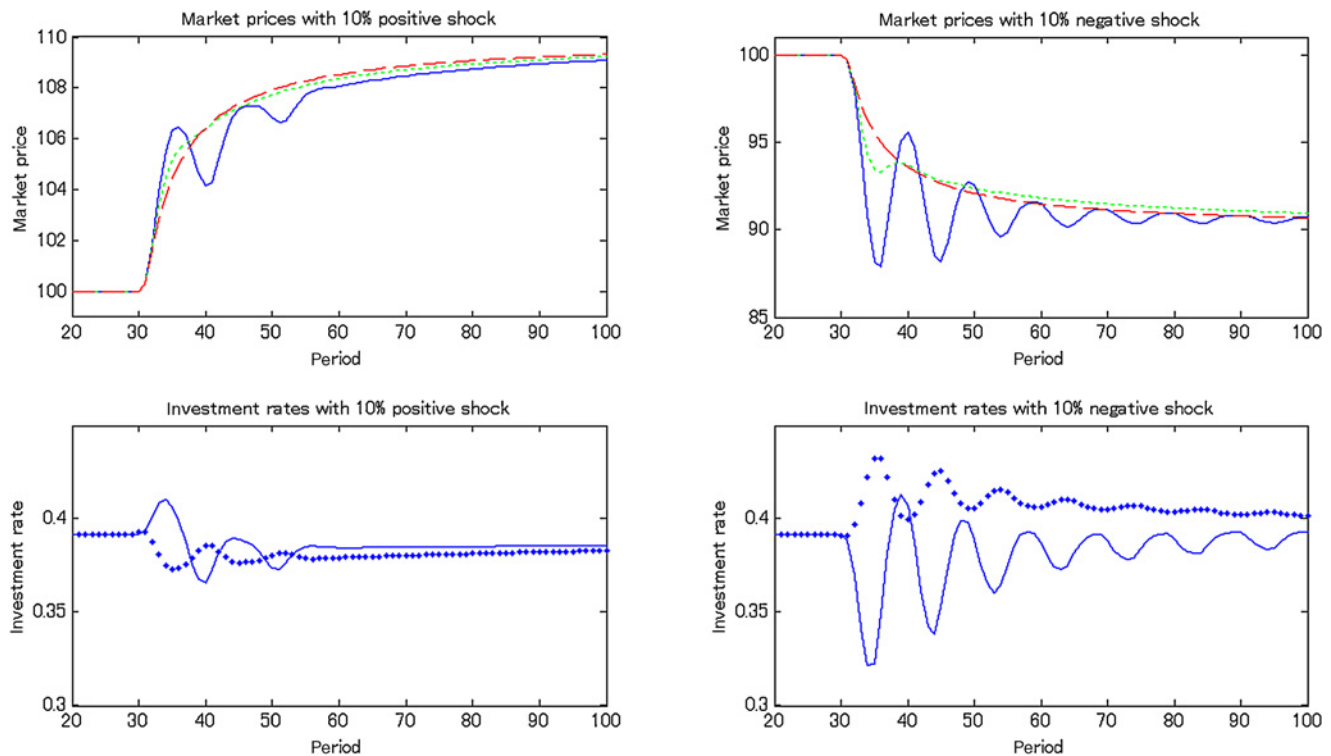 Market prices with 10% positive shock
110
108
106
104
102
100
Market price
20 30 40 50 60 70 80 90 100
Period
Market prices with 10% negative shock
100
95
90
85
Market price
20 30 40 50 60 70 80 90 100
Period
Investment rates with 10% positive shock
0.4
0.35
0.3
Investment rate
20 30 40 50 60 70 80 90 100
Period
Investment rates with 10% negative shock
0.4
0.35
0.3
Investment rate
20 30 40 50 60 70 80 90 100
Period